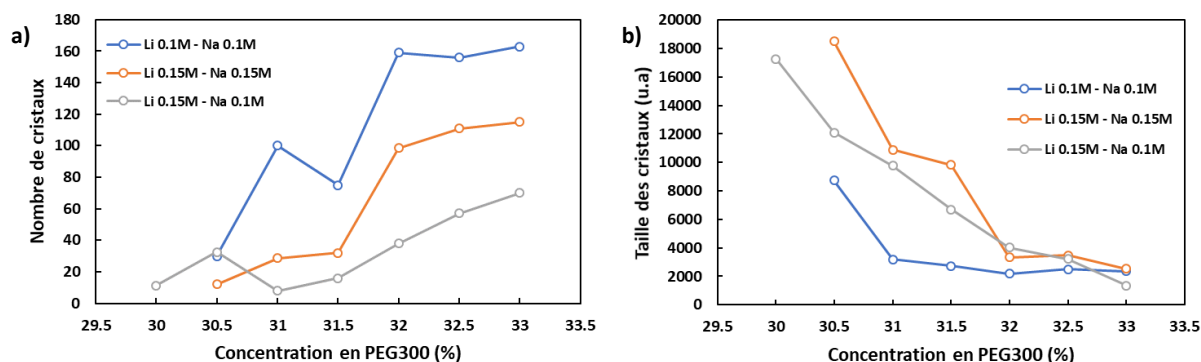 a)
Nombre de cristaux
180
160
140
120
100
80
60
40
20
0
Li 0.1M - Na 0.1M
Li 0.15M - Na 0.15M
Li 0.15M - Na 0.1M
29.5 30 30.5 31 31.5 32 32.5 33 33.5
Concentration en PEG300 (%)
b)
Taille des cristaux (u.a)
20000
18000
16000
14000
12000
10000
8000
6000
4000
2000
0
Li 0.1M - Na 0.1M
Li 0.15M - Na 0.15M
Li 0.15M - Na 0.1M
29.5 30 30.5 31 31.5 32 32.5 33 33.5
Concentration en PEG300 (%)